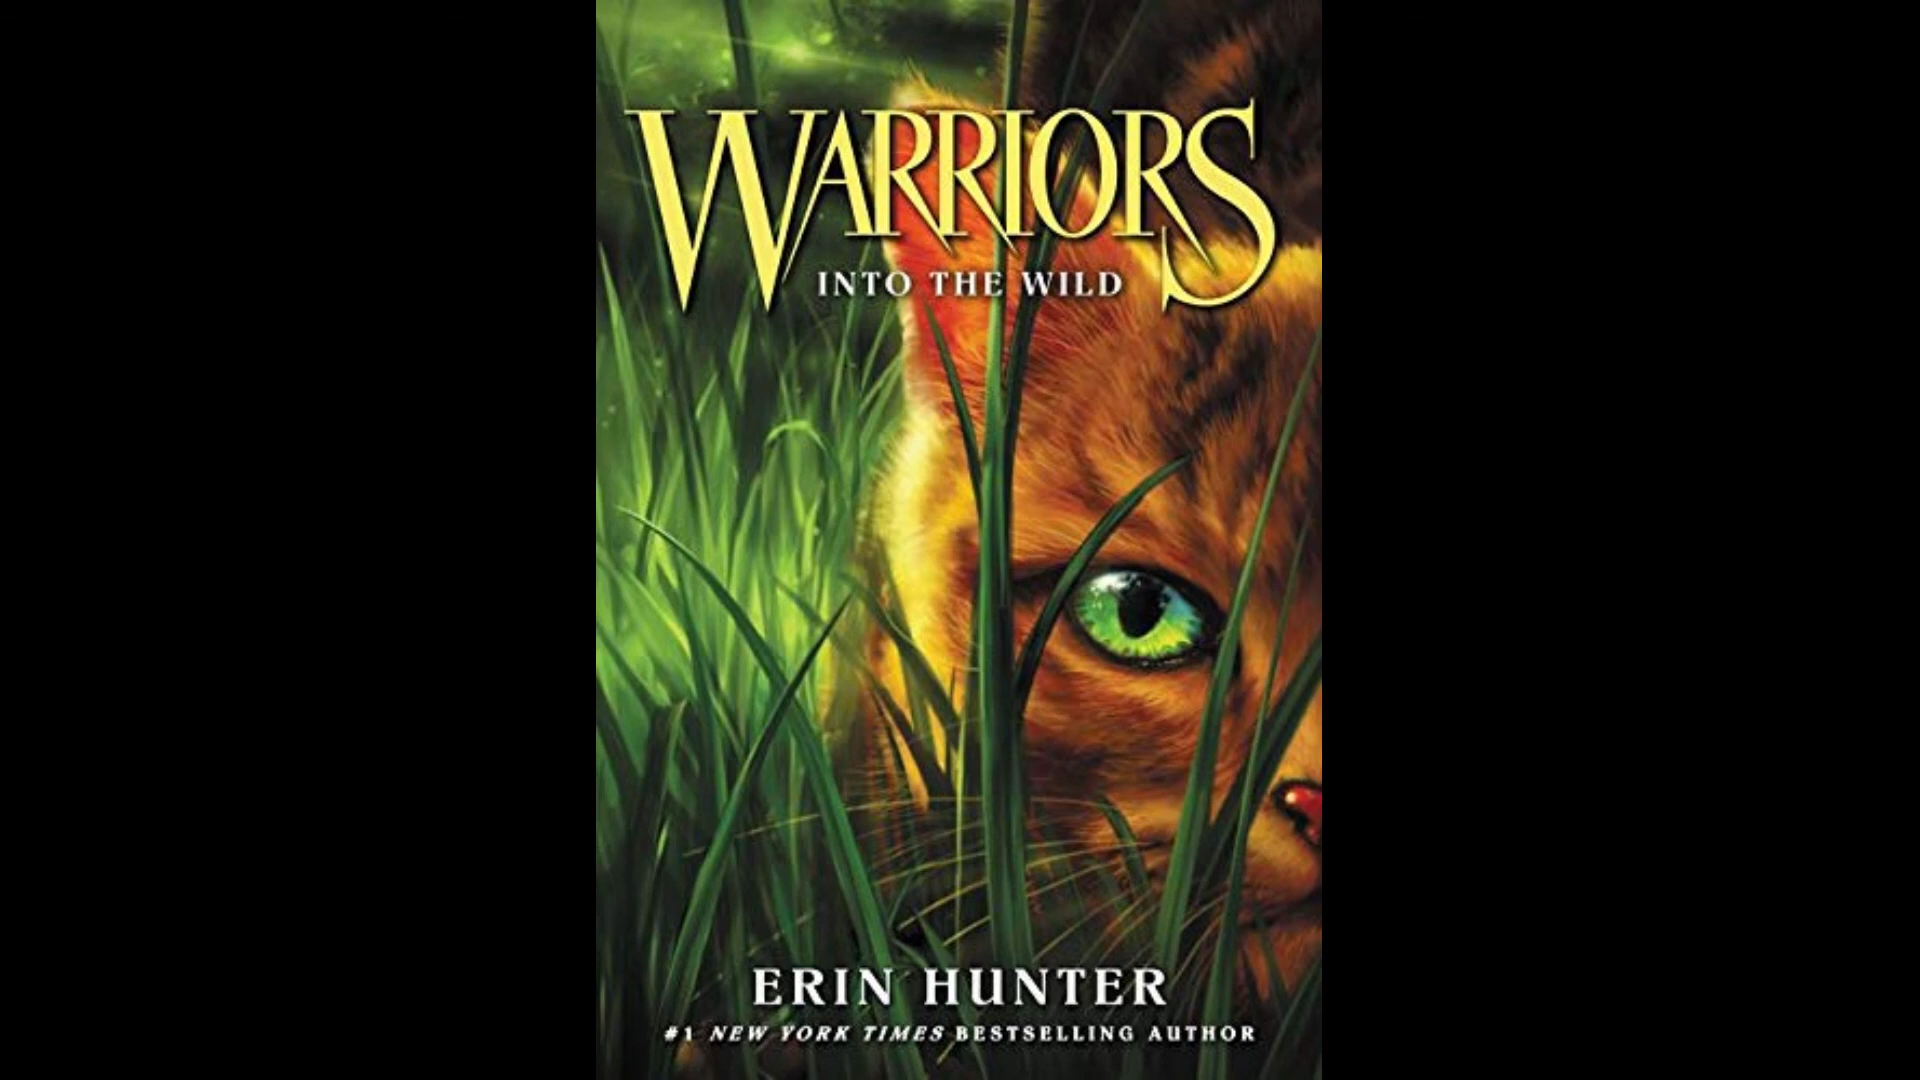 WARRIORS
INTO THE WILD
ERIN HUNTER
#1 NEW YORK TIMES BESTSELLING AUTHOR